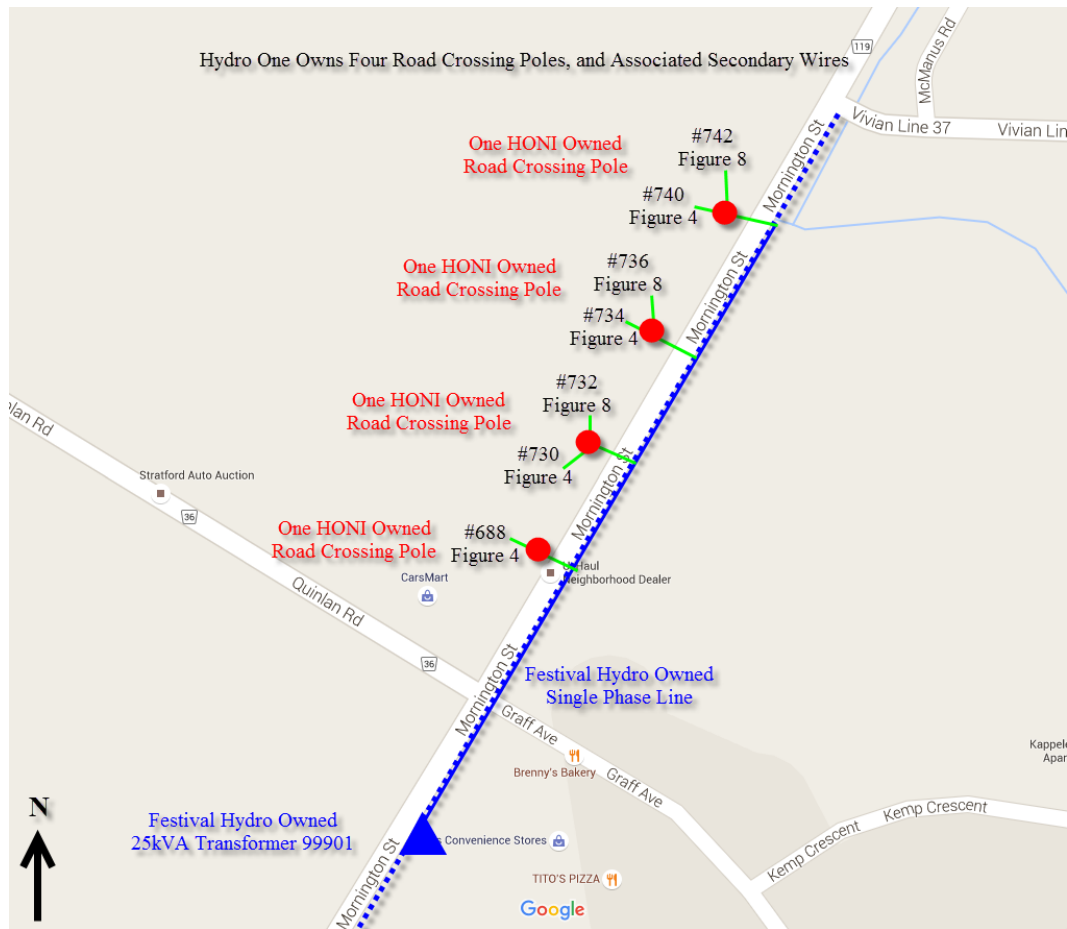 119
McManus Rd
Hydro One Owns Four Road Crossing Poles, and Associated Secondary Wires
Vivian Line 37
Vivian Lin
Mornington St
#742
Figure 8
One HONI Owned
Road Crossing Pole
#740
Figure 4
#736
Figure 8
One HONI Owned
Road Crossing Pole
Mornington St
#734
Figure 4
#732
Figure 8
One HONI Owned
Road Crossing Pole
#730
Figure 4
Mornington St
nlan Rd
Stratford Auto Auction
36
#688
Figure 4
One HONI Owned
Road Crossing Pole
Haul
Neighborhood Dealer
CarsMart
Quinlan Rd
36
Festival Hydro Owned
Single Phase Line
Mornington St
Graff Ave
Brenny's Bakery
Graff Ave
Kappele
Apar
N
Festival Hydro Owned
25kVA Transformer 99901
s Convenience Stores
Kemp Crescent
Kemp Crescent
Mornington St
TITO'S PIZZA
Google